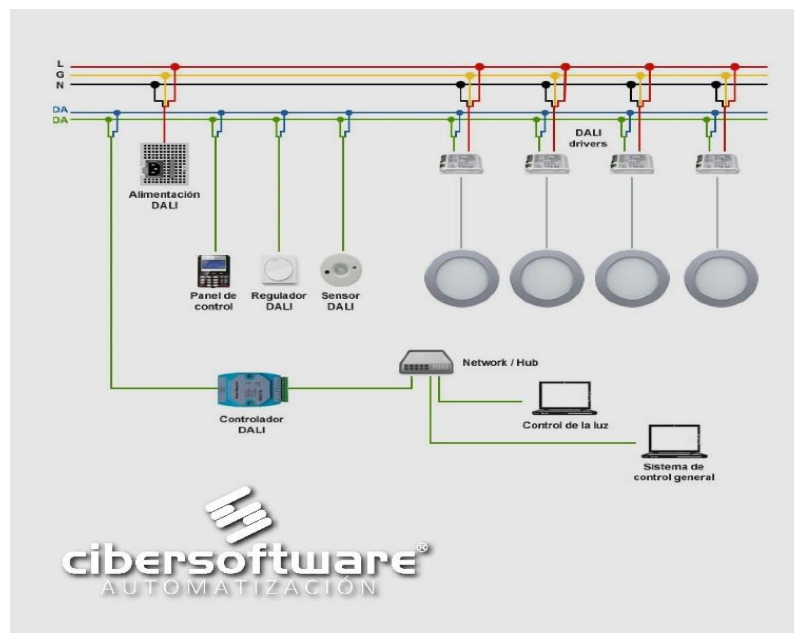 L
G
N
DA
DA
DALI
drivers
Alimentación
DALI
Panel de
control
Regulador
DALI
Sensor
DALI
Network / Hub
Controlador
DALI
Control de la luz
Sistema de
control general
cibersoftware®
AUTOMATIZACIÓN